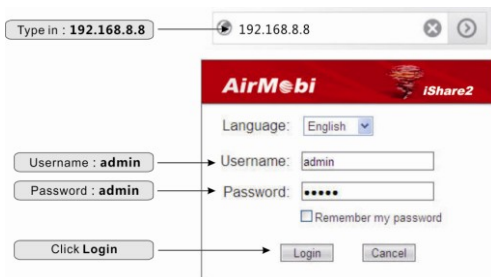 Type in : 192.168.8.8
192.168.8.8
AirMobi
iShare2
Language: English
Username : admin
Username: admin
Password : admin
Password: •••••
Remember my password
Click Login
Login Cancel